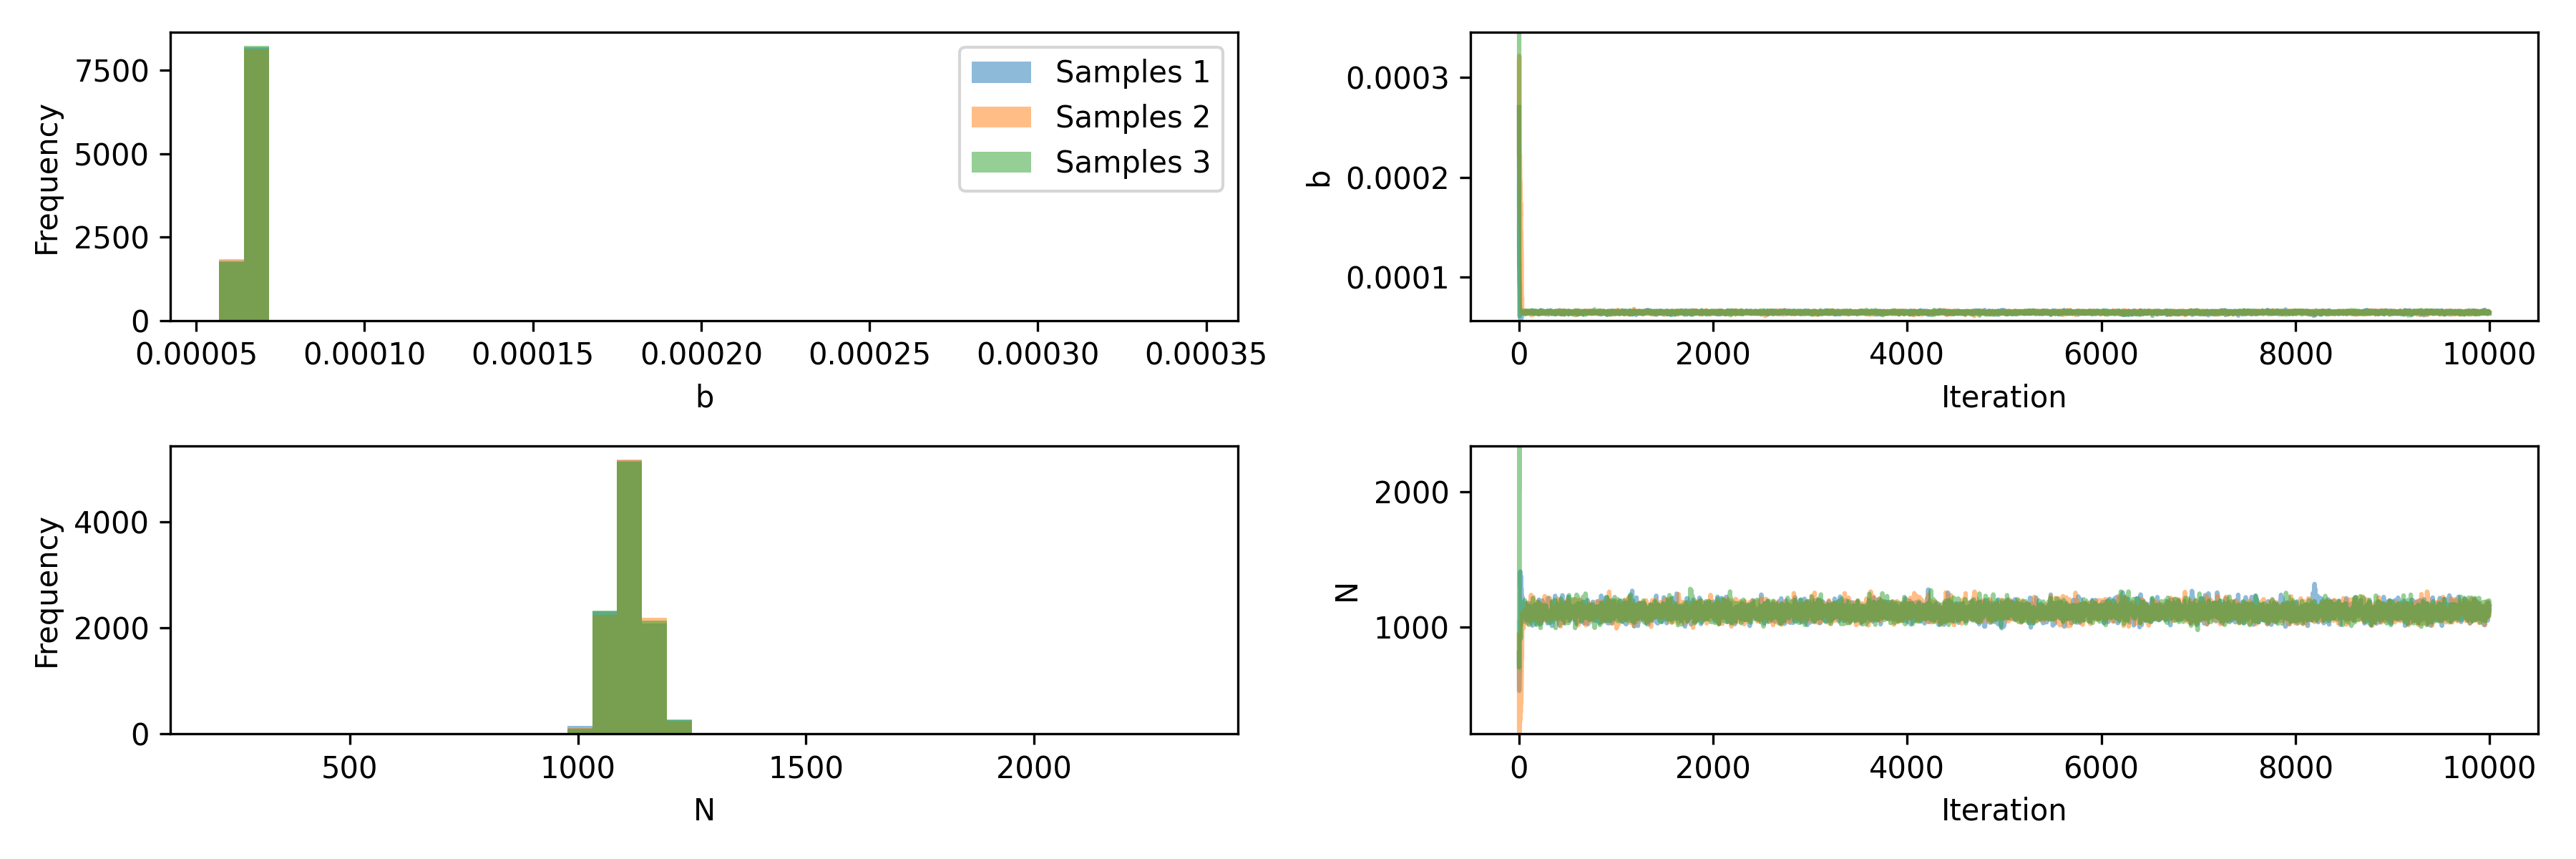 7500
5000
2500
0
Frequency
0.00005 0.00010 0.00015 0.00020 0.00025 0.00030 0.00035
b
Samples 1
Samples 2
Samples 3
0.0003
0.0002
0.0001
b
0 2000 4000 6000 8000 10000
Iteration
4000
2000
0
Frequency
500 1000 1500 2000
N
2000
1000
N
0 2000 4000 6000 8000 10000
Iteration